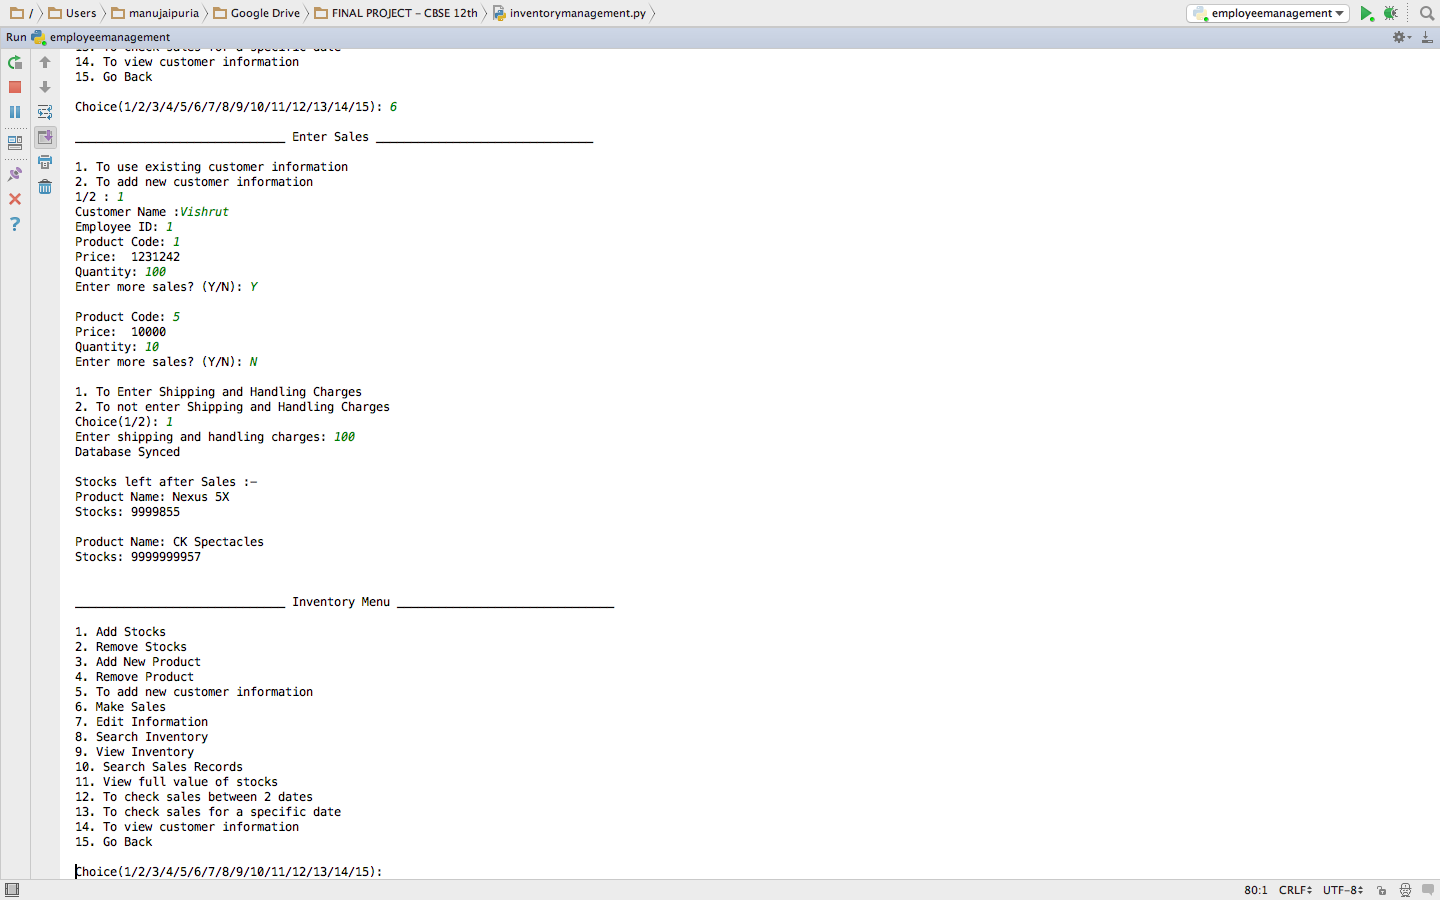 / Users manujaipuria Google Drive FINAL PROJECT – CBSE 12th inventorymanagement.py employeemanagement
Run employeemanagement
13. To check sales for a specific date
14. To view customer information
15. Go Back
Choice(1/2/3/4/5/6/7/8/9/10/11/12/13/14/15): 6
______________________________ Enter Sales _______________________________
1. To use existing customer information
2. To add new customer information
1/2 : 1
Customer Name :Vishrut
Employee ID: 1
Product Code: 1
Price:  1231242
Quantity: 100
Enter more sales? (Y/N): Y
Product Code: 5
Price:  10000
Quantity: 10
Enter more sales? (Y/N): N
1. To Enter Shipping and Handling Charges
2. To not enter Shipping and Handling Charges
Choice(1/2): 1
Enter shipping and handling charges: 100
Database Synced
Stocks left after Sales :–
Product Name: Nexus 5X
Stocks: 9999855
Product Name: CK Spectacles
Stocks: 9999999957
______________________________ Inventory Menu _______________________________
1. Add Stocks
2. Remove Stocks
3. Add New Product
4. Remove Product
5. To add new customer information
6. Make Sales
7. Edit Information
8. Search Inventory
9. View Inventory
10. Search Sales Records
11. View full value of stocks
12. To check sales between 2 dates
13. To check sales for a specific date
14. To view customer information
15. Go Back
Choice(1/2/3/4/5/6/7/8/9/10/11/12/13/14/15):
80:1 CRLF UTF-8